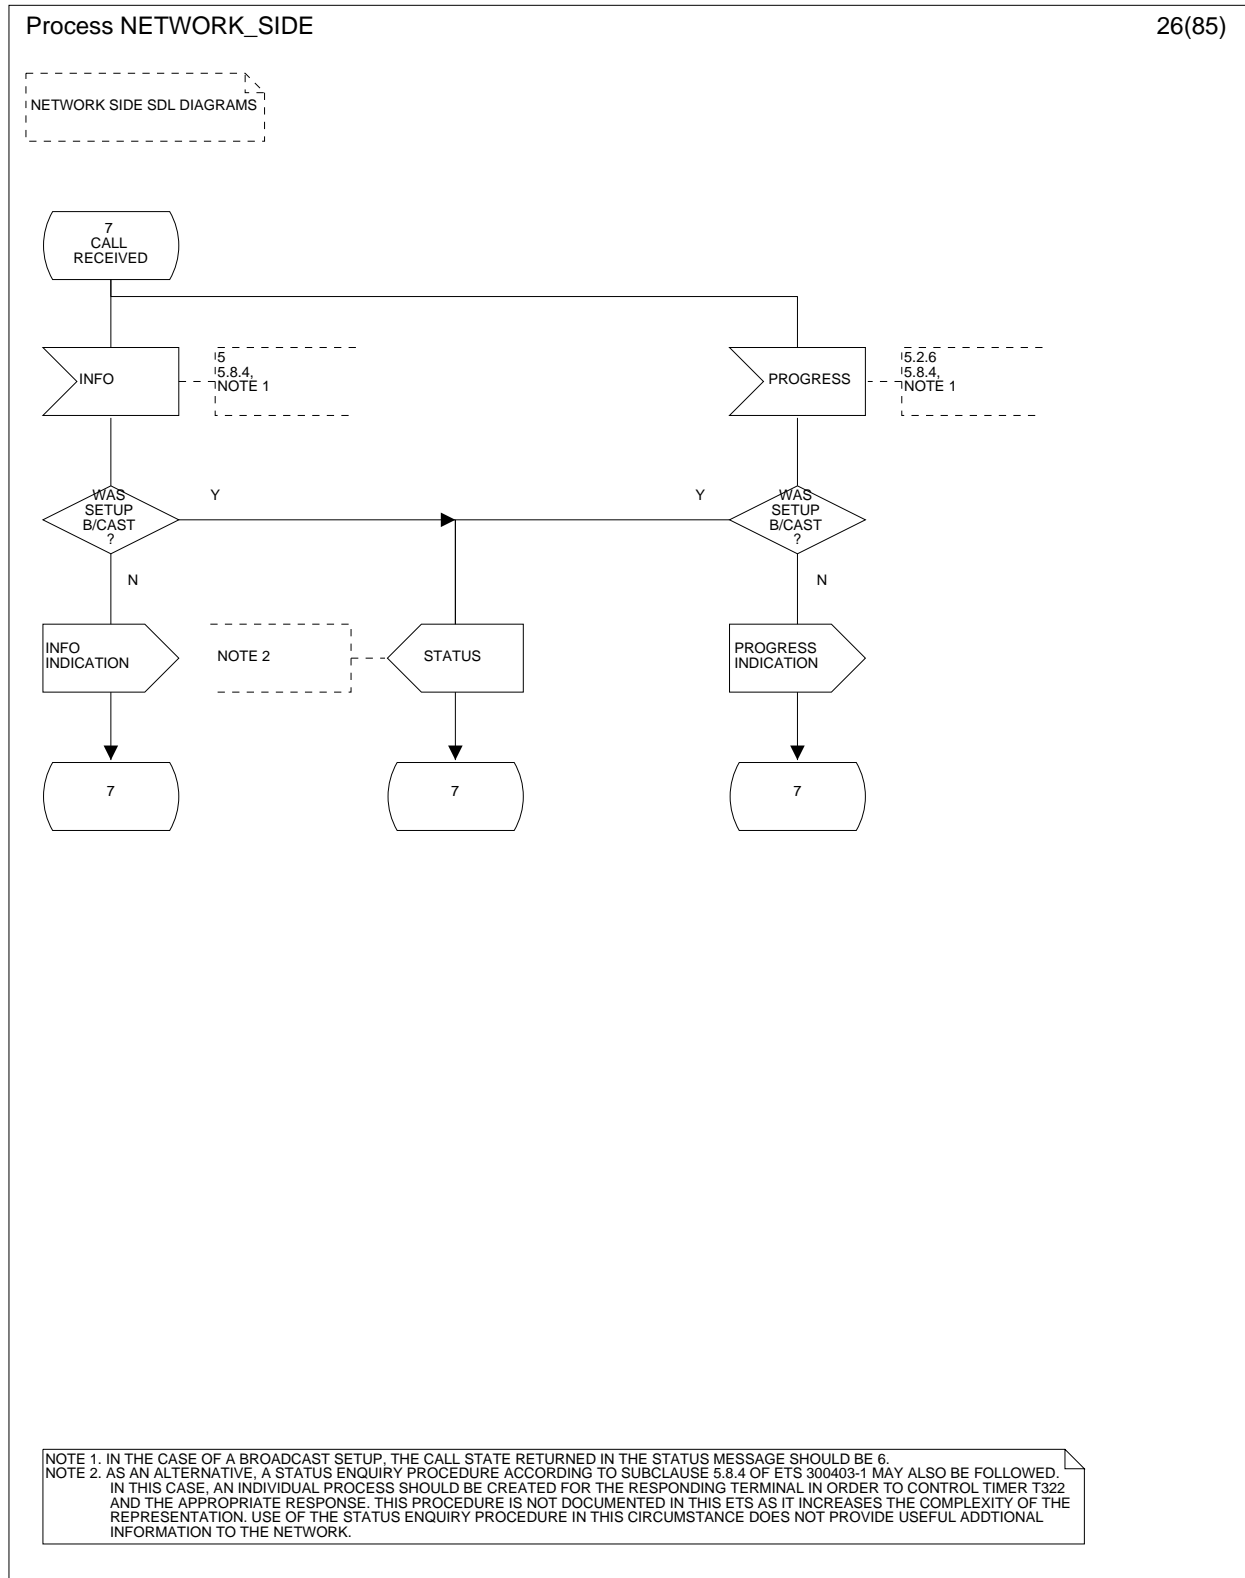 Process NETWORK_SIDE
26(85)
NETWORK SIDE SDL DIAGRAMS
7
CALL
RECEIVED
INFO
5
5.8.4,
NOTE 1
PROGRESS
5.2.6
5.8.4,
NOTE 1
WAS
SETUP
B/CAST
?
Y
Y
WAS
SETUP
B/CAST
?
N
N
INFO
INDICATION
NOTE 2
STATUS
PROGRESS
INDICATION
7
7
7
NOTE 1. IN THE CASE OF A BROADCAST SETUP, THE CALL STATE RETURNED IN THE STATUS MESSAGE SHOULD BE 6.
NOTE 2. AS AN ALTERNATIVE, A STATUS ENQUIRY PROCEDURE ACCORDING TO SUBCLAUSE 5.8.4 OF ETS 300403-1 MAY ALSO BE FOLLOWED.
IN THIS CASE, AN INDIVIDUAL PROCESS SHOULD BE CREATED FOR THE RESPONDING TERMINAL IN ORDER TO CONTROL TIMER T322
AND THE APPROPRIATE RESPONSE. THIS PROCEDURE IS NOT DOCUMENTED IN THIS ETS AS IT INCREASES THE COMPLEXITY OF THE
REPRESENTATION. USE OF THE STATUS ENQUIRY PROCEDURE IN THIS CIRCUMSTANCE DOES NOT PROVIDE USEFUL ADDTIONAL
INFORMATION TO THE NETWORK.